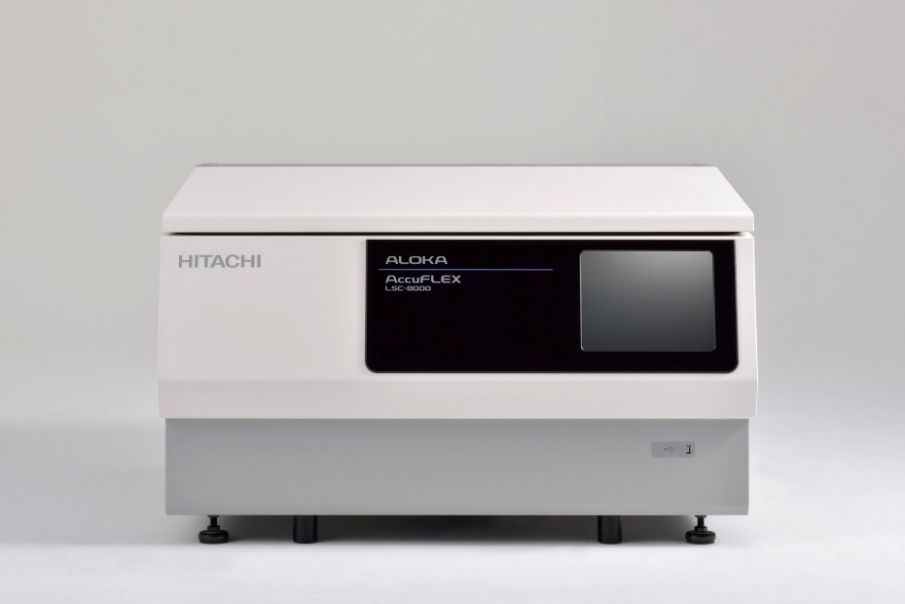 HITACHI
ALOKA
AccuFLEX
LSC-8000